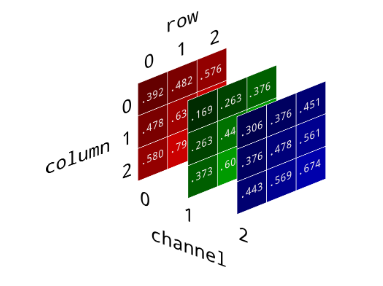 row
0 1 2
0 .392 .482 .576
1 .478 .63
2 .580 .79
column
.169 .263 .376
.263 .44
.373 .60
.306 .376 .451
.376 .478 .561
.443 .569 .674
0 1 2
channel